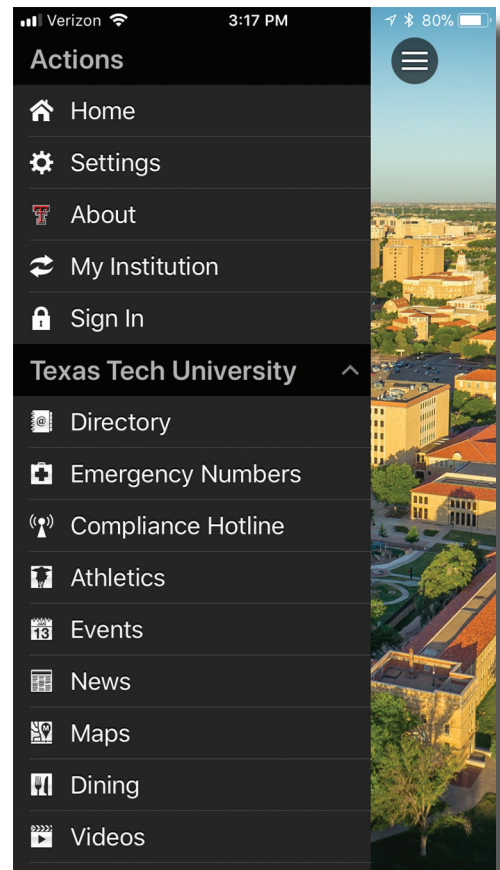 Verizon 3:17 PM 80%
Actions
Home
Settings
About
My Institution
Sign In
Texas Tech University
Directory
Emergency Numbers
Compliance Hotline
Athletics
Events
13
News
Maps
Dining
Videos